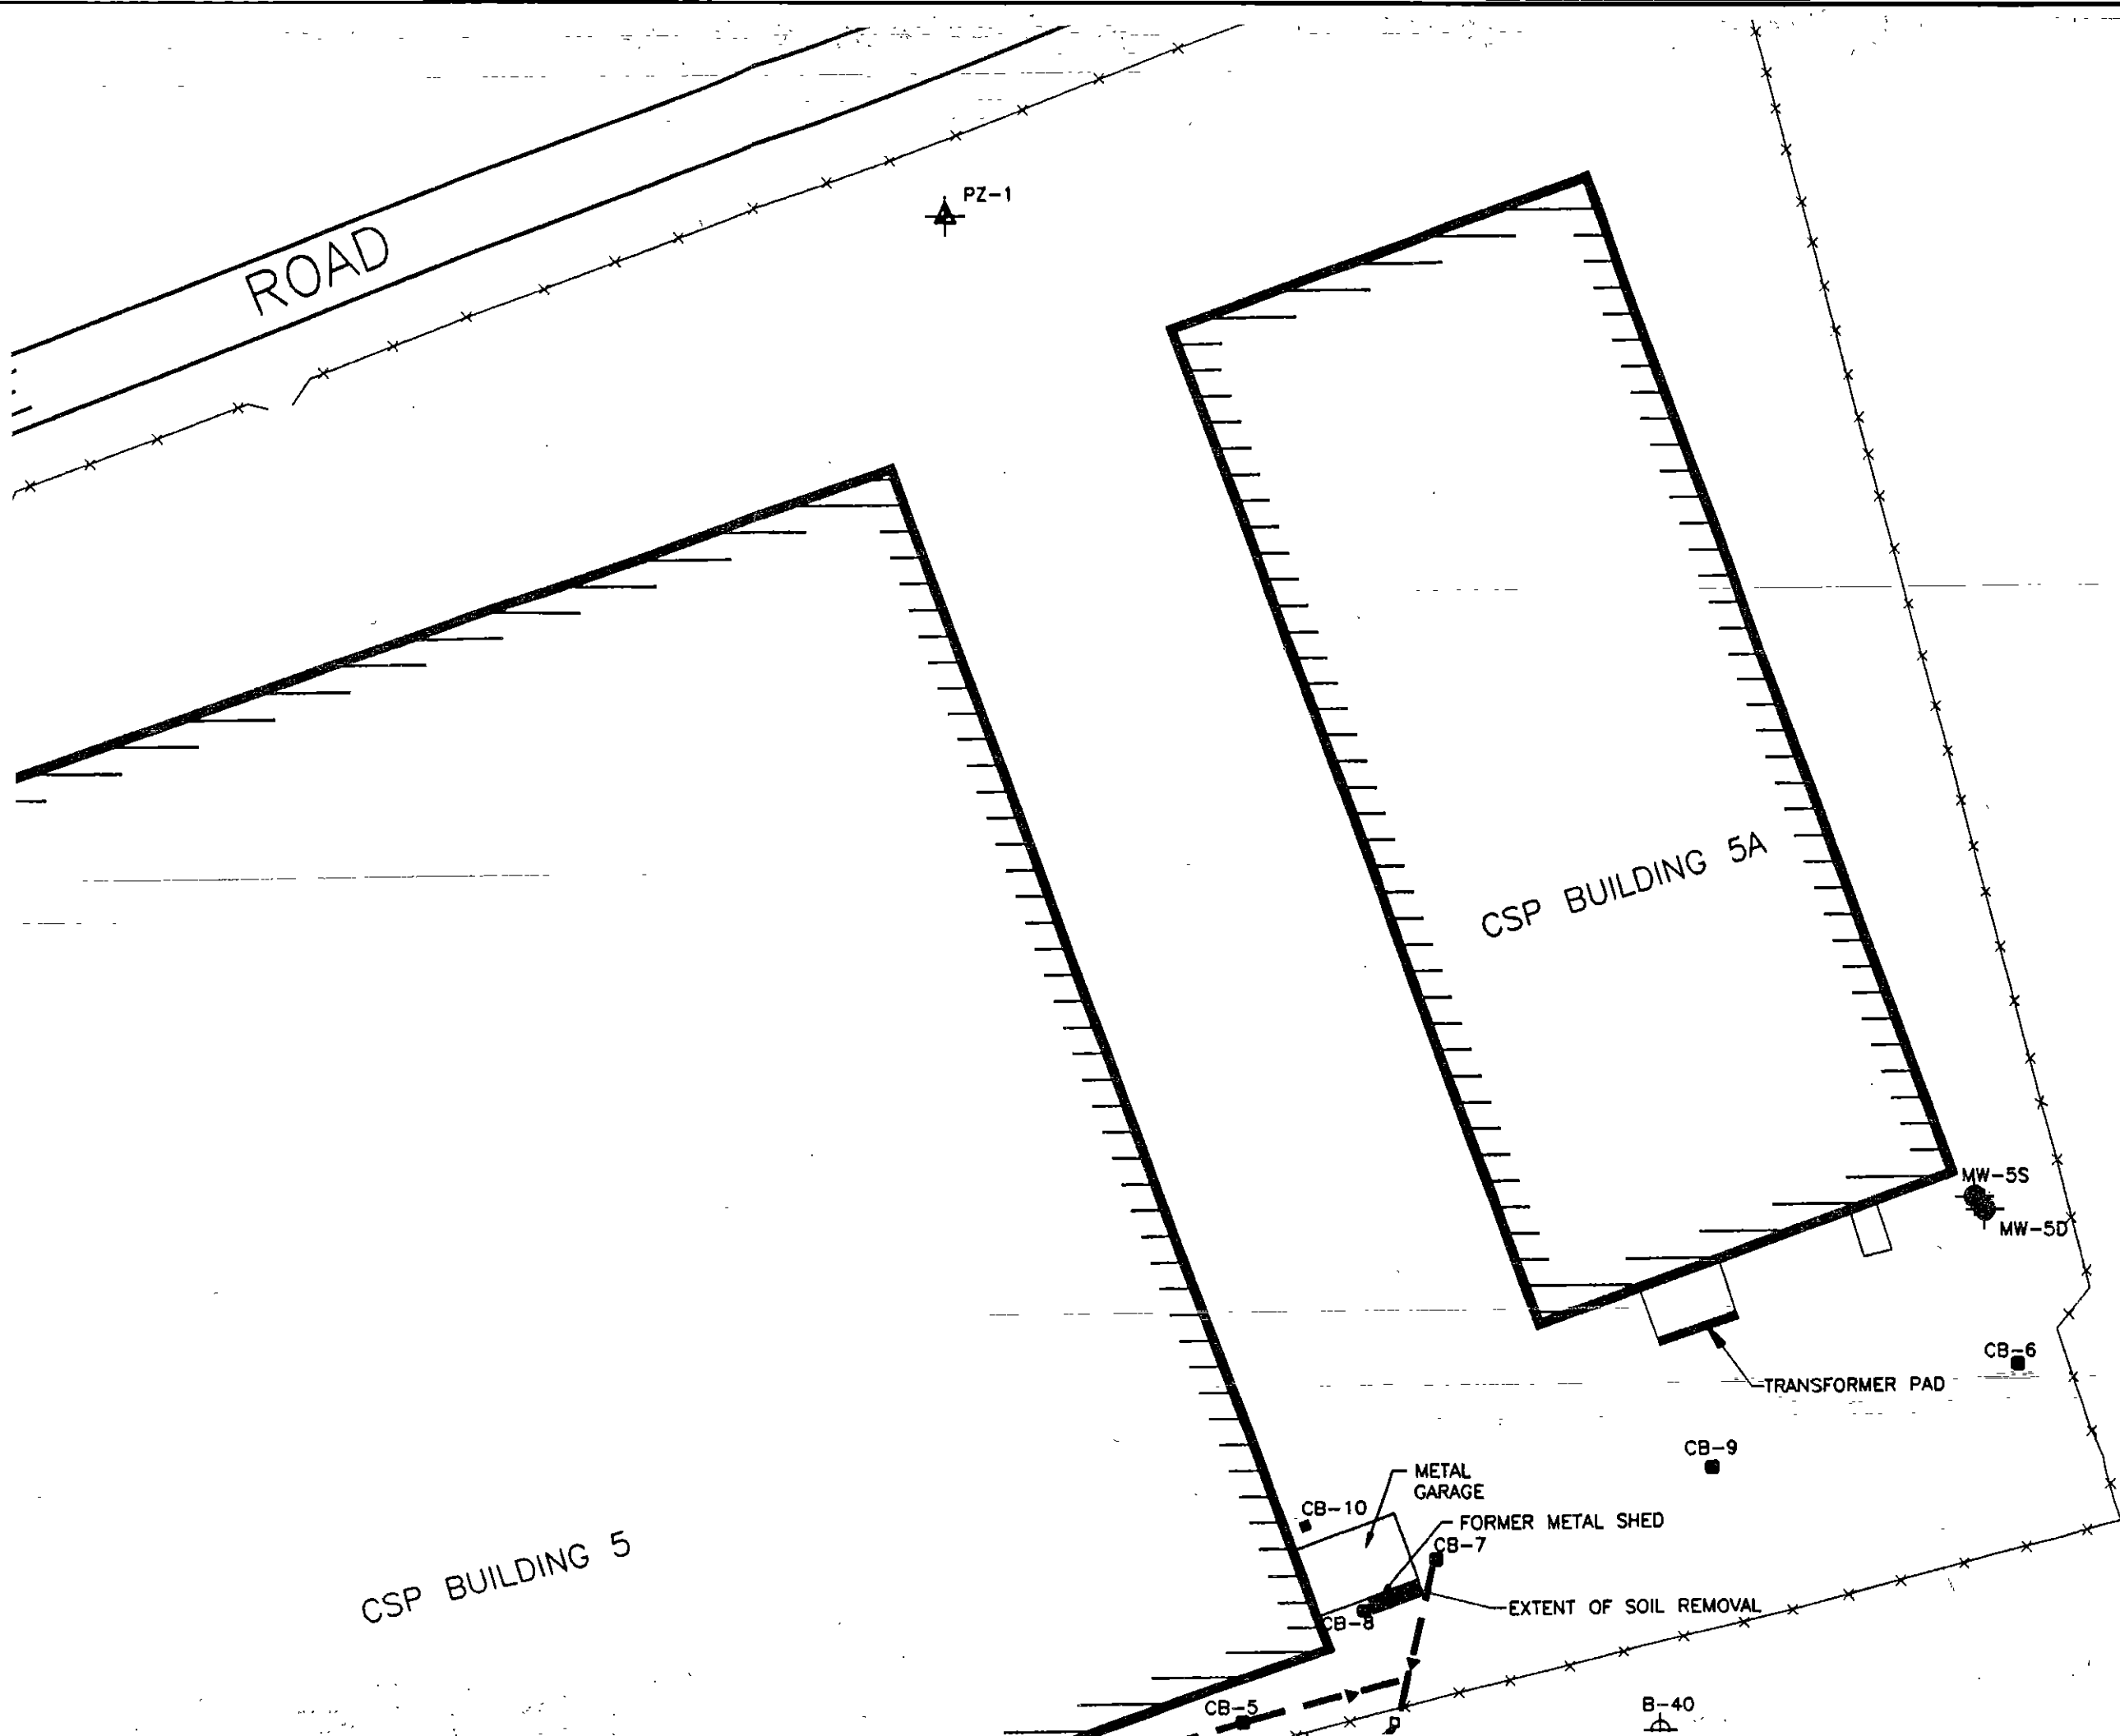 PZ-1
ROAD
CSP BUILDING 5A
MW-5S
MW-5D
CB-6
TRANSFORMER PAD
CB-9
METAL
GARAGE
CB-10
FORMER METAL SHED
CB-7
EXTENT OF SOIL REMOVAL
CB-8
CSP BUILDING 5
CB-5
B-40